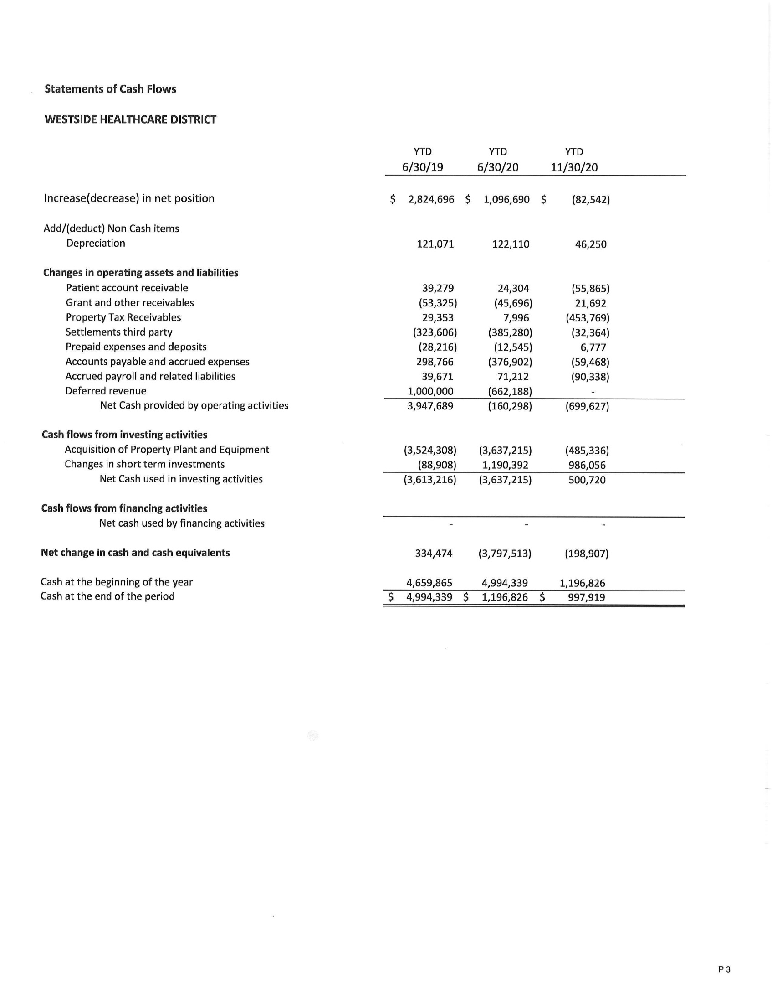 Statements of Cash Flows
WESTSIDE HEALTHCARE DISTRICT
YTD YTD YTD
6/30/19 6/30/20 11/30/20
Increase(decrease) in net position $ 2,824,696 $ 1,096,690 $ (82,542)
Add/(deduct) Non Cash items
Depreciation 121,071 122,110 46,250
Changes in operating assets and liabilities
Patient account receivable 39,279 24,304 (55,865)
Grant and other receivables (53,325) (45,696) 21,692
Property Tax Receivables 29,353 7,996 (453,769)
Settlements third party (323,606) (385,280) (32,364)
Prepaid expenses and deposits (28,216) (12,545) 6,777
Accounts payable and accrued expenses 298,766 (376,902) (59,468)
Accrued payroll and related liabilities 39,671 71,212 (90,338)
Deferred revenue 1,000,000 (662,188) -
Net Cash provided by operating activities 3,947,689 (160,298) (699,627)
Cash flows from investing activities
Acquisition of Property Plant and Equipment (3,524,308) (3,637,215) (485,336)
Changes in short term investments (88,908) 1,190,392 986,056
Net Cash used in investing activities (3,613,216) (3,637,215) 500,720
Cash flows from financing activities
Net cash used by financing activities - - -
Net change in cash and cash equivalents 334,474 (3,797,513) (198,907)
Cash at the beginning of the year 4,659,865 4,994,339 1,196,826
Cash at the end of the period $ 4,994,339 $ 1,196,826 $ 997,919
P 3